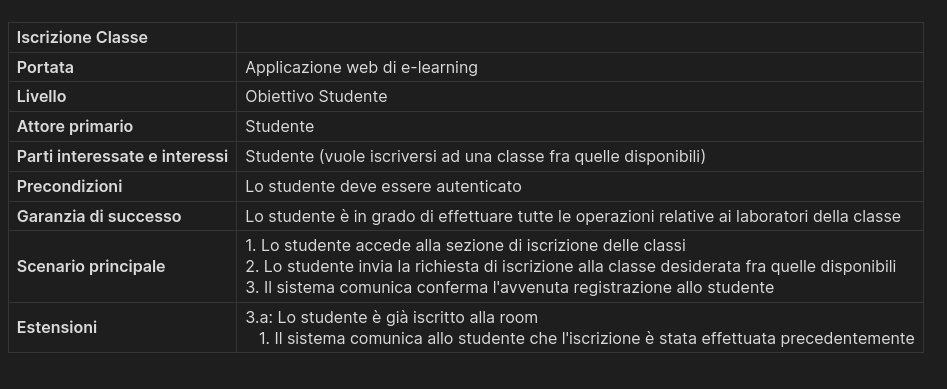 Iscrizione Classe
Portata Applicazione web di e-learning
Livello Obiettivo Studente
Attore primario Studente
Parti interessate e interessi Studente (vuole iscriversi ad una classe fra quelle disponibili)
Precondizioni Lo studente deve essere autenticato
Garanzia di successo Lo studente è in grado di effettuare tutte le operazioni relative ai laboratori della classe
Scenario principale
1. Lo studente accede alla sezione di iscrizione delle classi
2. Lo studente invia la richiesta di iscrizione alla classe desiderata fra quelle disponibili
3. Il sistema comunica conferma l'avvenuta registrazione allo studente
Estensioni
3.a: Lo studente è già iscritto alla room
1. Il sistema comunica allo studente che l'iscrizione è stata effettuata precedentemente